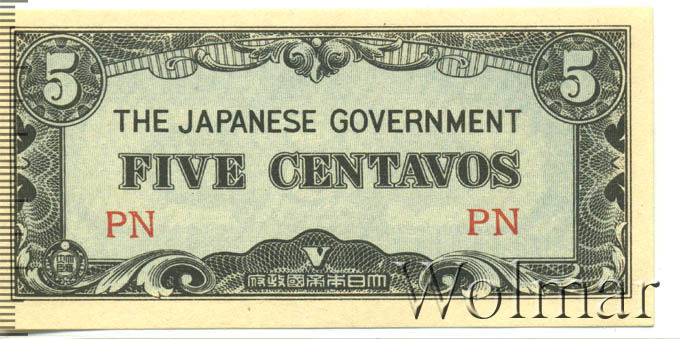 5 5
THE JAPANESE GOVERNMENT
FIVE CENTAVOS
PN PN
V
大日本帝國政府
Wolmar